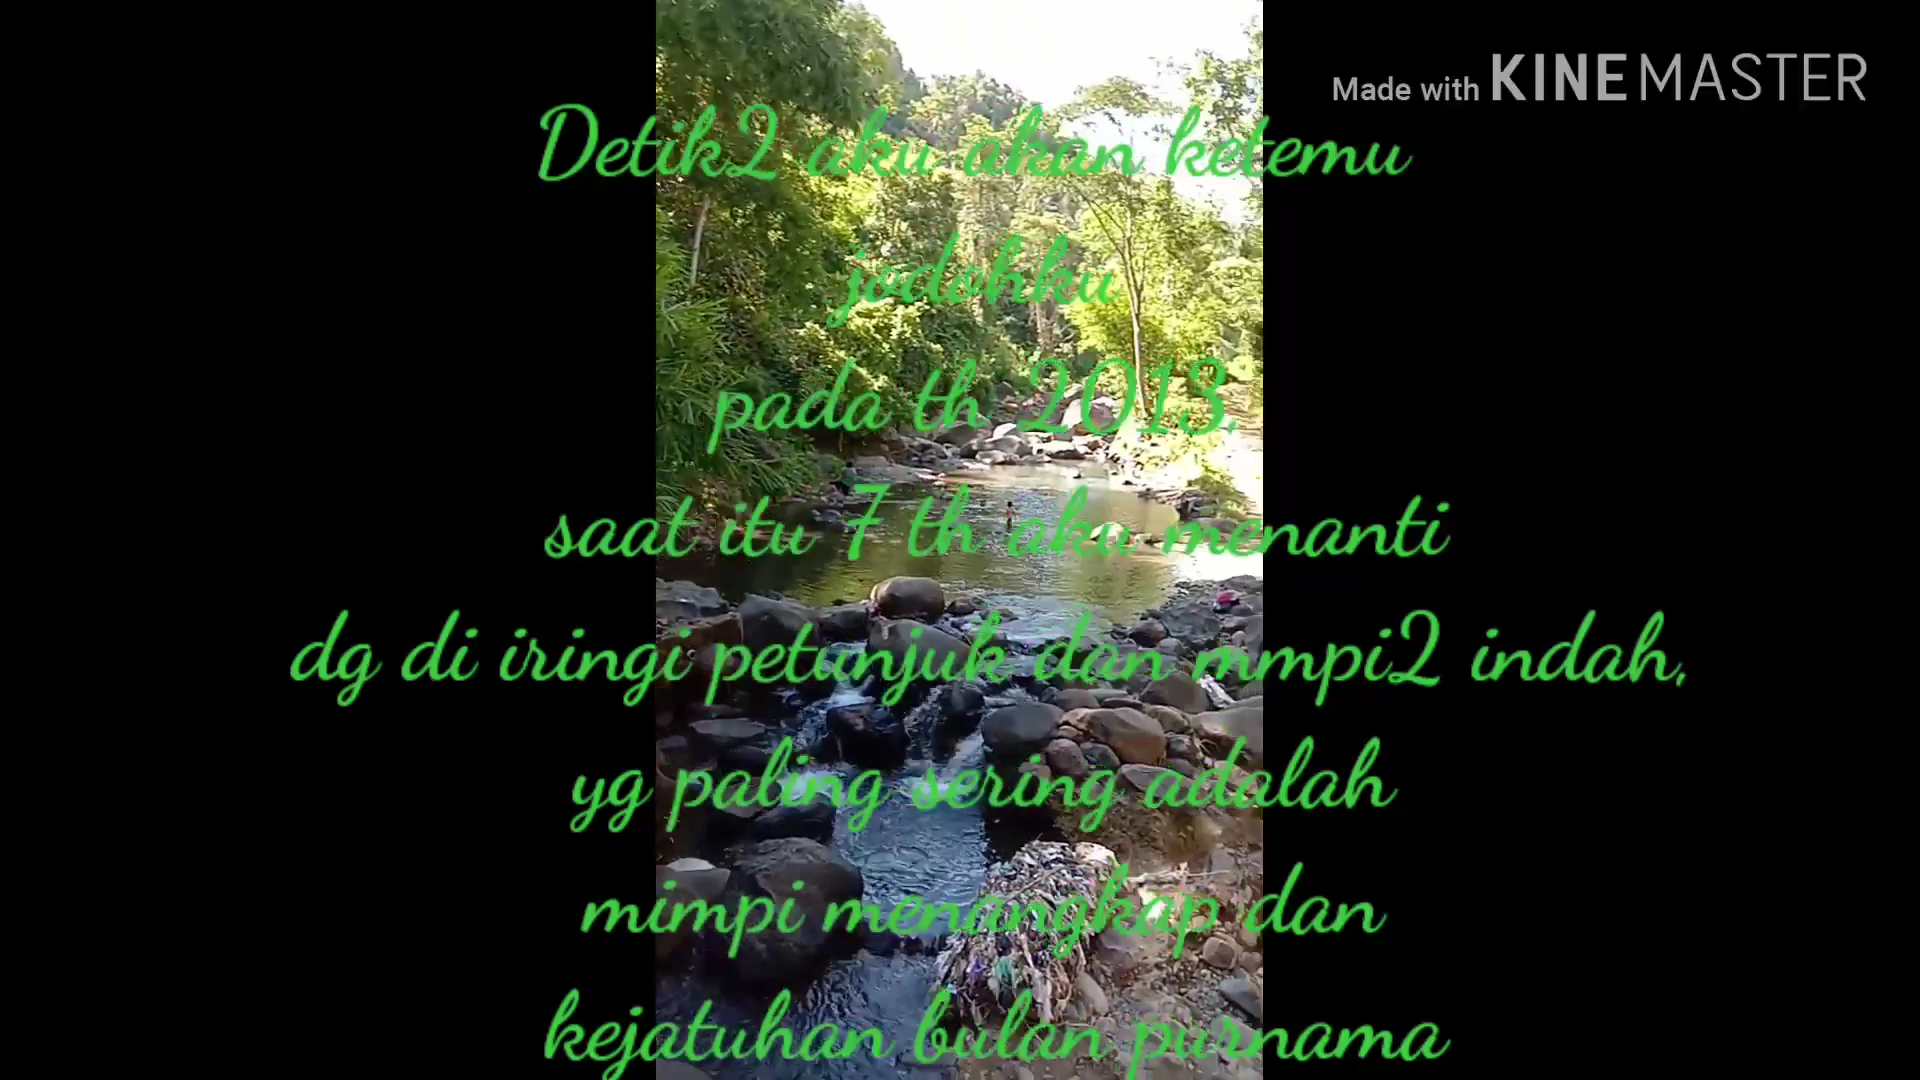 Made with KINEMASTER
Detik2 aku akan ketemu
jodohku
pada th 2013,
saat itu 7 th aku menanti
dg di iringi petunjuk dan mmpi2 indah,
yg paling sering adalah
mimpi menangkap dan
kejatuhan bulan purnama